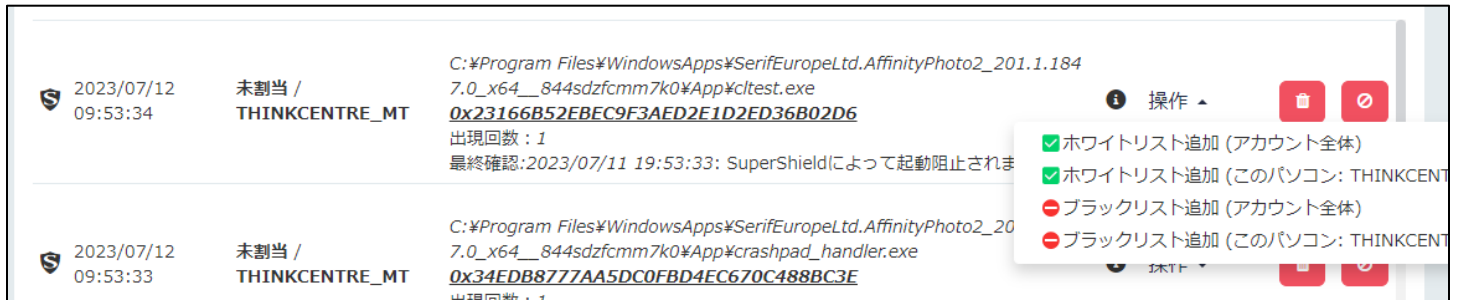 2023/07/12
09:53:34
未割当 /
THINKCENTRE_MT
C:¥Program Files¥WindowsApps¥SerifEuropeLtd.AffinityPhoto2_201.1.184
7.0_x64__844sdzfcmm7k0¥App¥cltest.exe
0x23166B52EBEC9F3AED2E1D2ED36B02D6
出現回数：1
最終確認:2023/07/11 19:53:33: SuperShieldによって起動阻止されま
操作
ホワイトリスト追加 (アカウント全体)
ホワイトリスト追加 (このパソコン: THINKCENT
ブラックリスト追加 (アカウント全体)
ブラックリスト追加 (このパソコン: THINKCENT
2023/07/12
09:53:33
未割当 /
THINKCENTRE_MT
C:¥Program Files¥WindowsApps¥SerifEuropeLtd.AffinityPhoto2_20
7.0_x64__844sdzfcmm7k0¥App¥crashpad_handler.exe
0x34EDB8777AA5DC0FBD4EC670C488BC3E
出現回数：1
操作